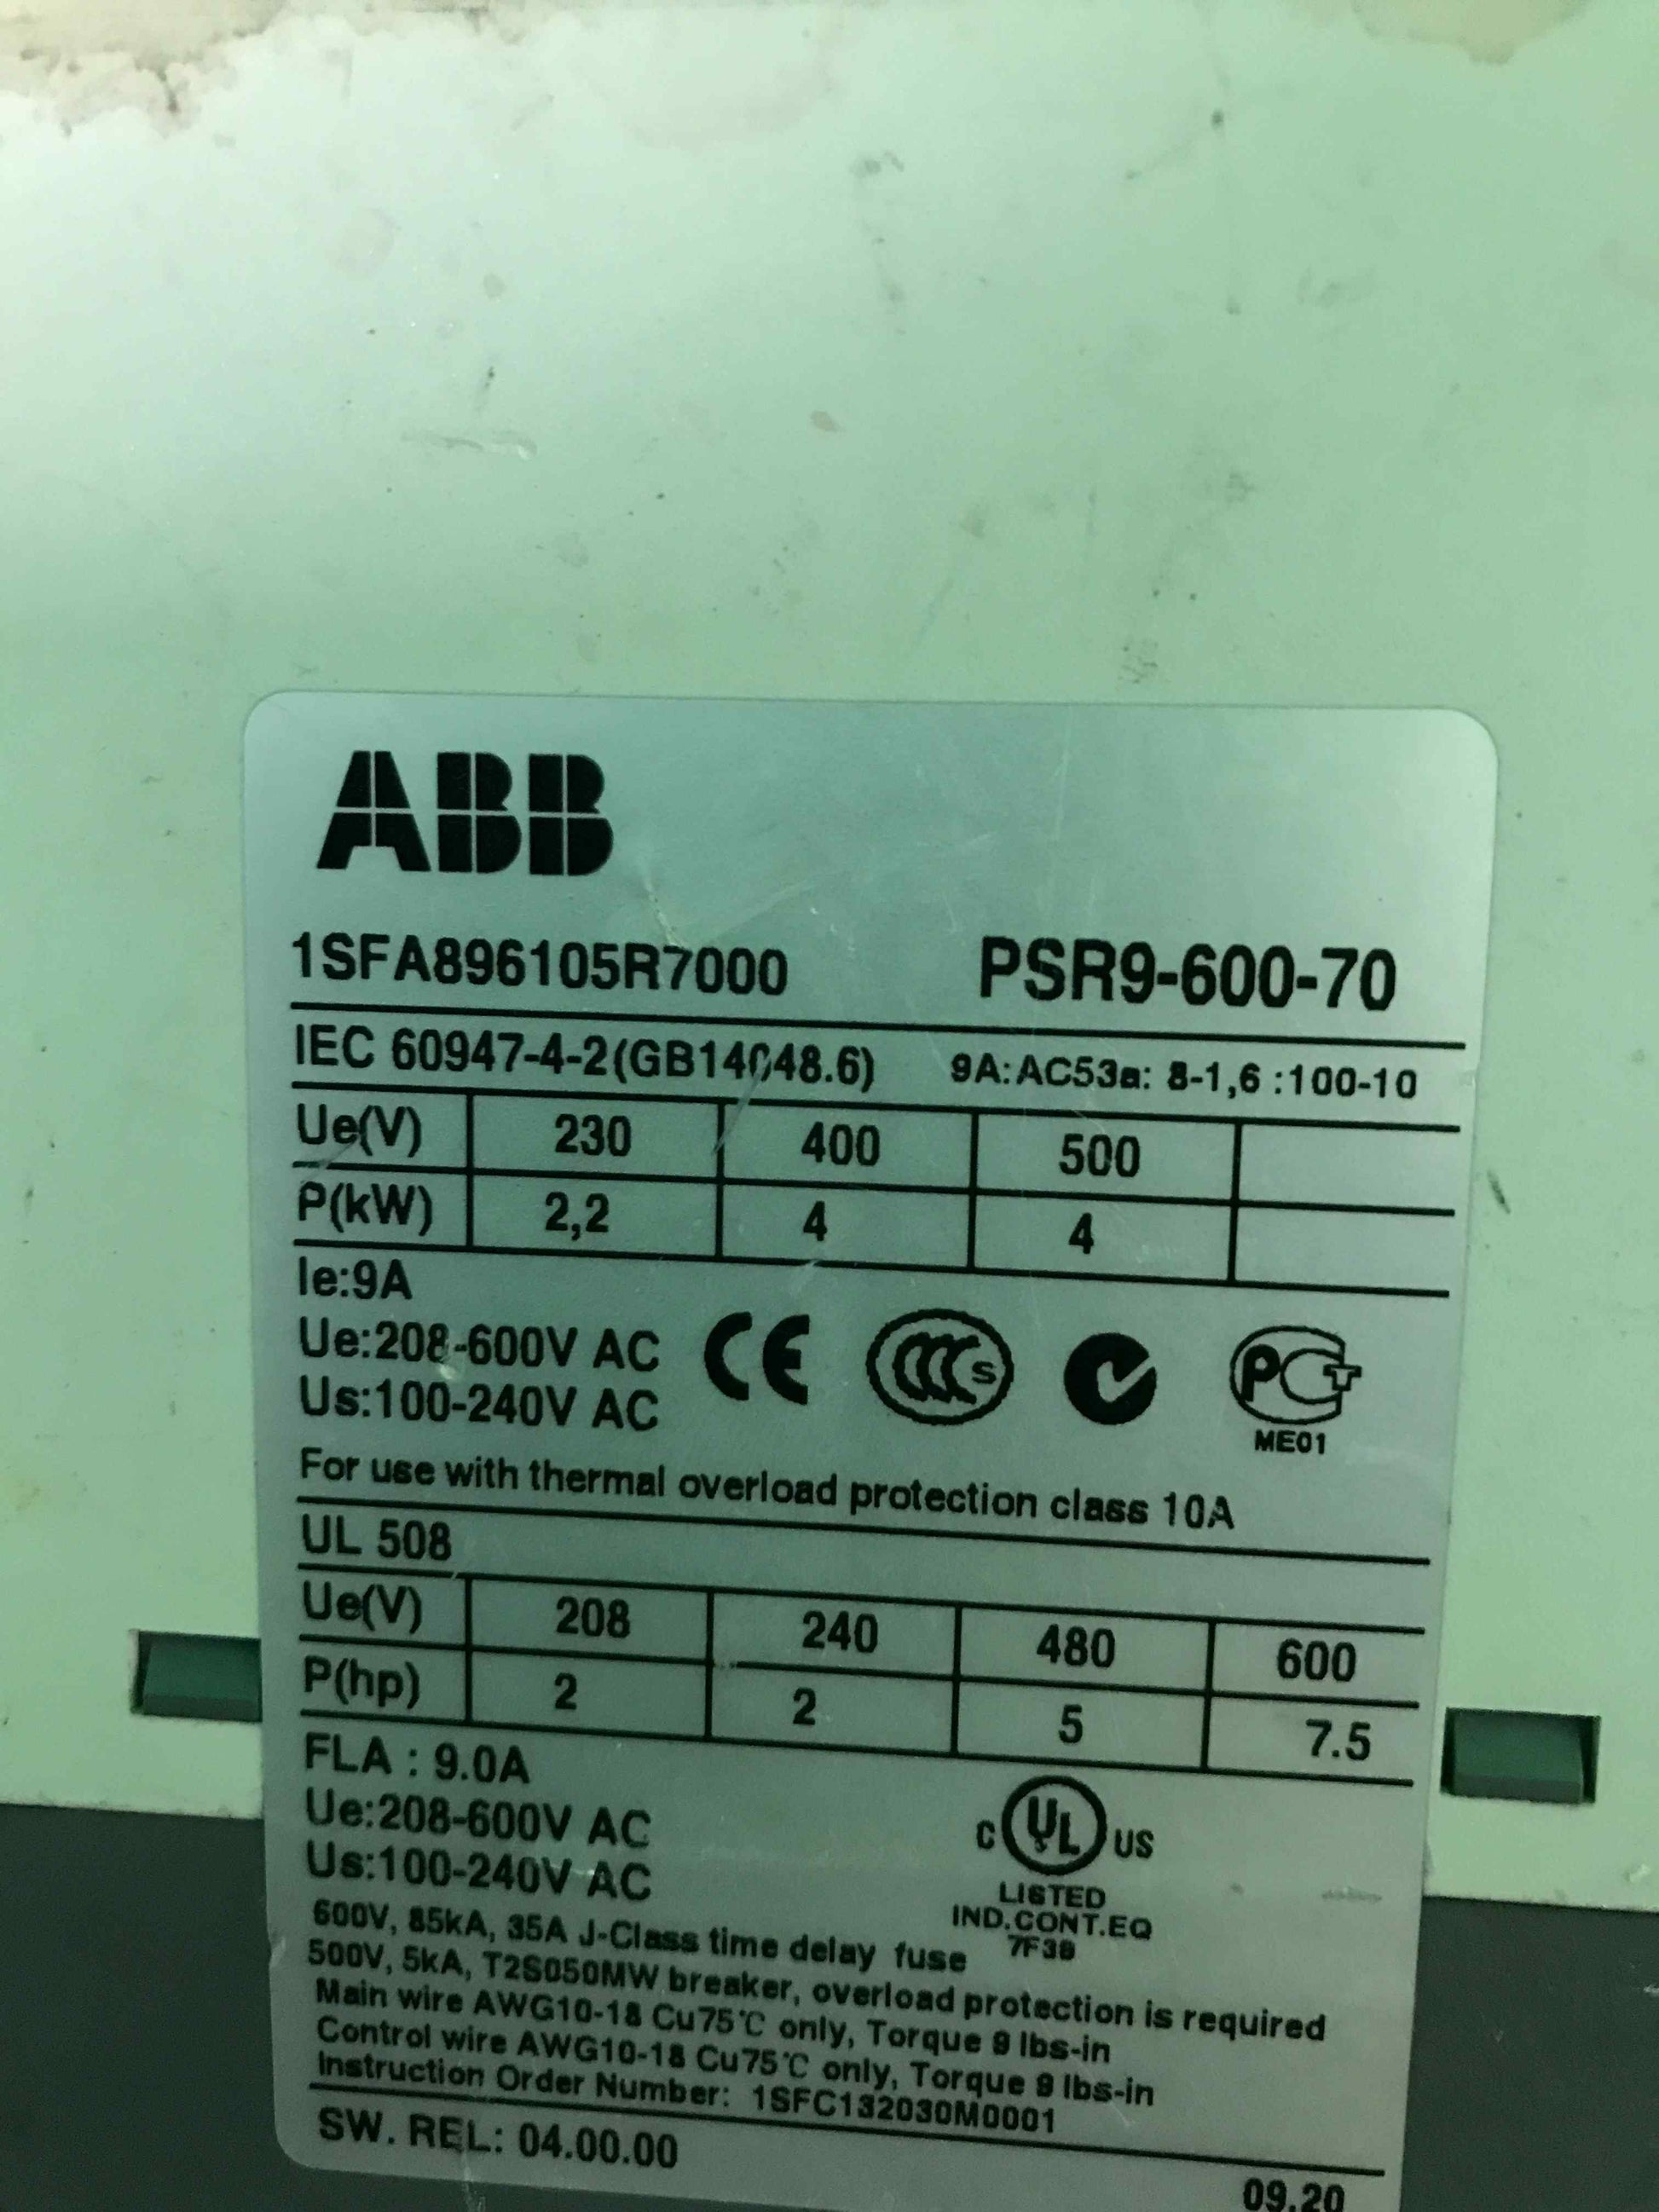 ABB
1SFA896105R7000 PSR9-600-70
IEC 60947-4-2(GB14048.6) 9A:AC53a: 8-1,6 :100-10
Ue(V) 230 400 500
P(kW) 2,2 4 4
Ie:9A
Ue:208-600V AC CE CCC S PCT
Us:100-240V AC ME01
For use with thermal overload protection class 10A
UL 508
Ue(V) 208 240 480 600
P(hp) 2 2 5 7.5
FLA : 9.0A
Ue:208-600V AC C UL US
Us:100-240V AC LISTED
IND.CONT.EQ
600V, 85kA, 35A J-Class time delay fuse 7F39
500V, 5kA, T2S050MW breaker, overload protection is required
Main wire AWG10-18 Cu75℃ only, Torque 9 lbs-in
Control wire AWG10-18 Cu75℃ only, Torque 9 lbs-in
Instruction Order Number: 1SFC132030M0001
SW. REL: 04.00.00
09.20